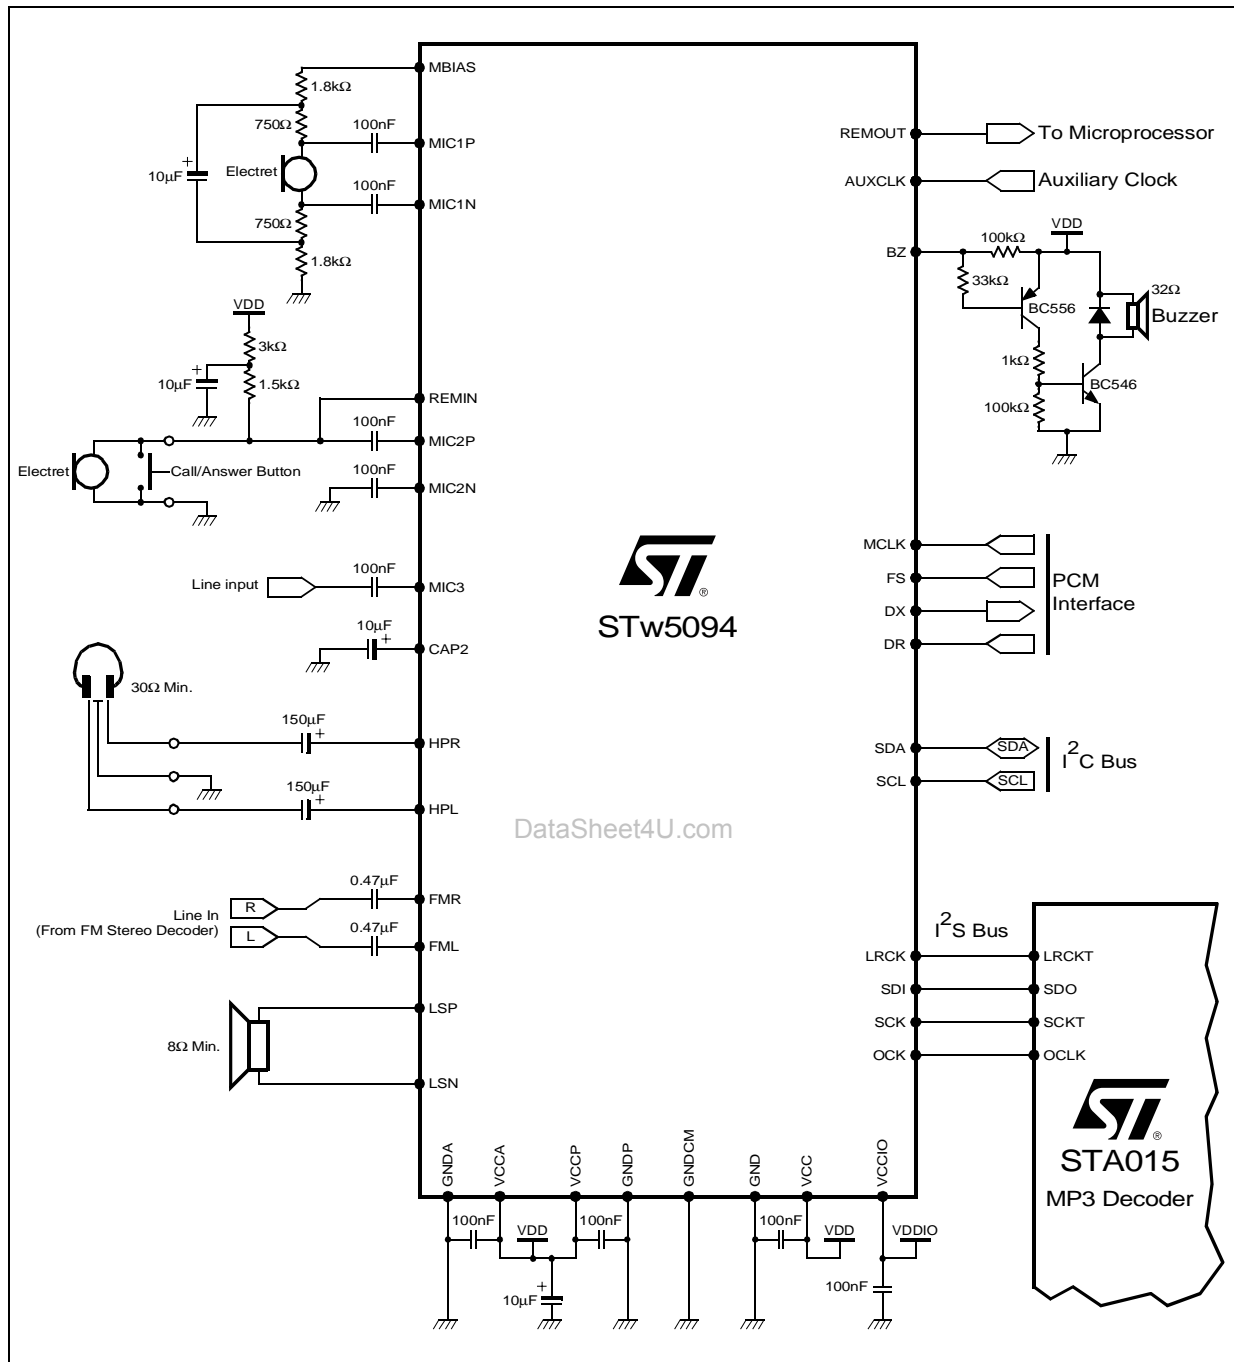 MBIAS
1.8kΩ
750Ω
100nF
MIC1P
Electret
10µF
+
100nF
MIC1N
750Ω
1.8kΩ
VDD
3kΩ
+
10µF
1.5kΩ
REMIN
100nF
MIC2P
Electret
Call/Answer Button
100nF
MIC2N
Line input
100nF
MIC3
10µF
+
CAP2
30Ω Min.
150µF
+
HPR
150µF
+
HPL
0.47µF
R
FMR
Line In
(From FM Stereo Decoder)
L
0.47µF
FML
LSP
8Ω Min.
LSN
REMOUT
To Microprocessor
AUXCLK
Auxiliary Clock
VDD
100kΩ
BZ
33kΩ
32Ω
BC556
Buzzer
1kΩ
BC546
100kΩ
ST
®
STw5094
MCLK
FS
DX
DR
PCM
Interface
SDA
SDA
SCL
SCL
I2C Bus
DataSheet4U.com
I2S Bus
LRCK
LRCKT
SDI
SDO
SCK
SCKT
OCK
OCLK
ST
®
STA015
MP3 Decoder
GNDA
VCCA
VCCP
GNDP
GNDCM
GND
VCC
VCCIO
100nF
VDD
100nF
100nF
VDD
VDDIO
10µF
+
100nF